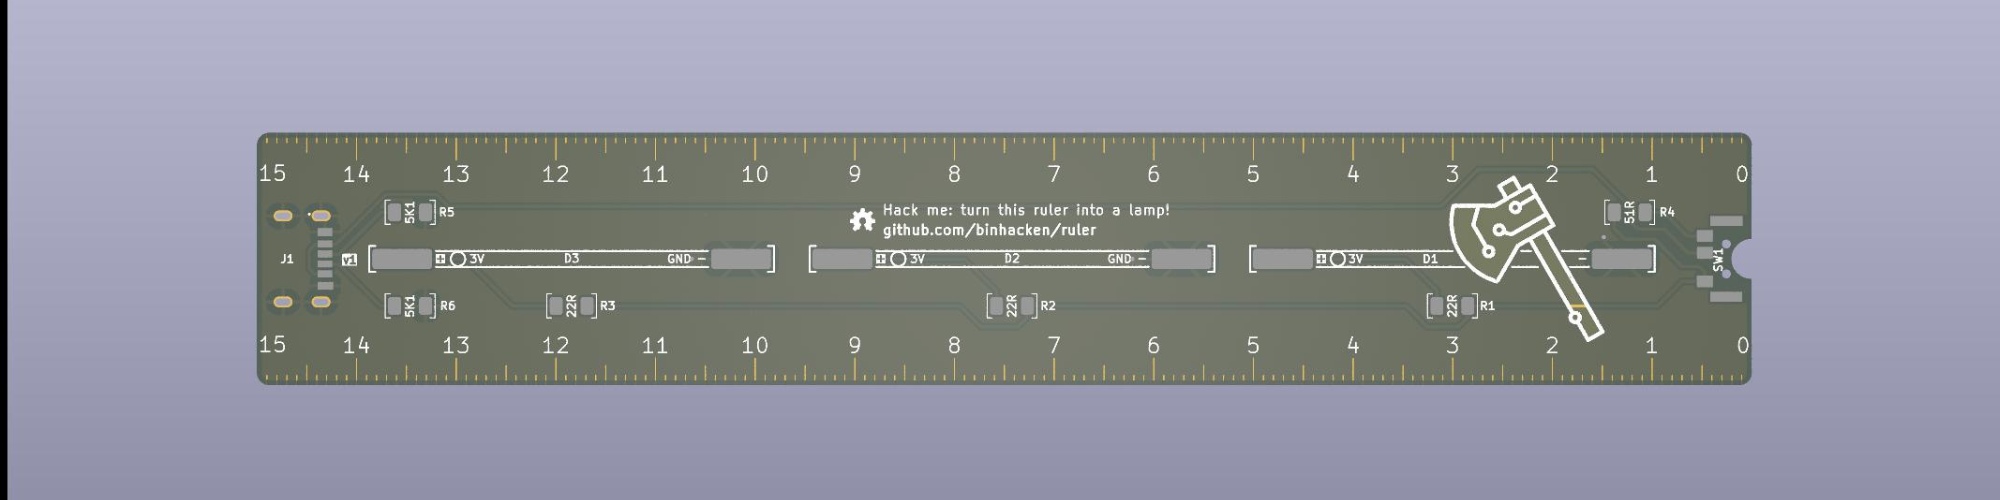 15 14 13 12 11 10 9 8 7 6 5 4 3 2 1 0
5K1 R5
Hack me: turn this ruler into a lamp!
github.com/binhacken/ruler
51R R4
J1 v1 + 3V D3 GND - + 3V D2 GND - + 3V D1 - SW1
5K1 R6 22R R3 22R R2 22R R1
15 14 13 12 11 10 9 8 7 6 5 4 3 2 1 0